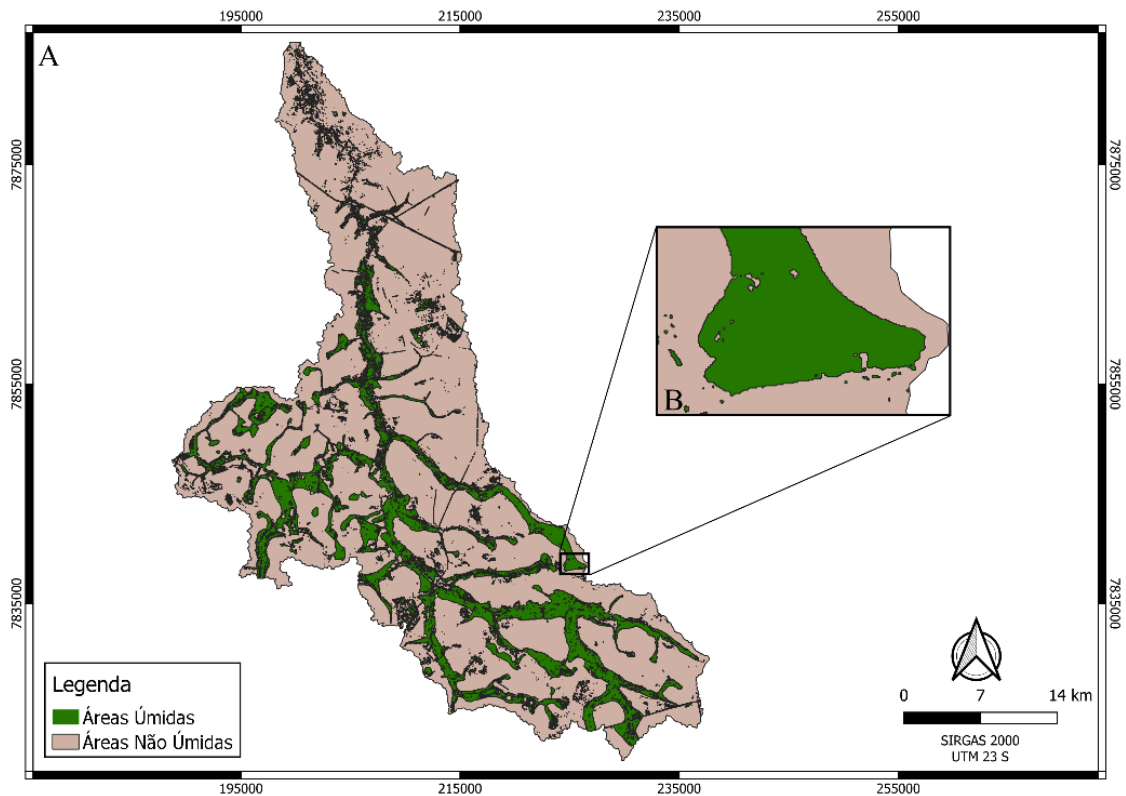 195000 215000 235000 255000
A
7875000 7875000
7855000 7855000
B
7835000 7835000
Legenda
Áreas Úmidas
Áreas Não Úmidas
0 7 14 km
SIRGAS 2000
UTM 23 S
195000 215000 235000 255000